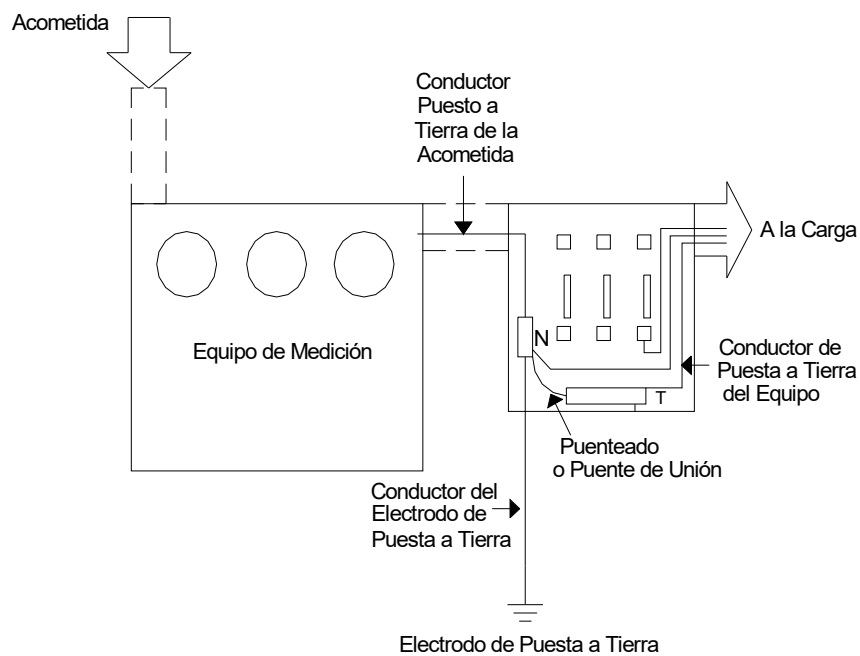 Acometida
Conductor
Puesto a
Tierra de la
Acometida
A la Carga
N
Equipo de Medición
Conductor de
Puesta a Tierra
del Equipo
T
Puenteado
o Puente de Unión
Conductor del
Electrodo de
Puesta a Tierra
Electrodo de Puesta a Tierra